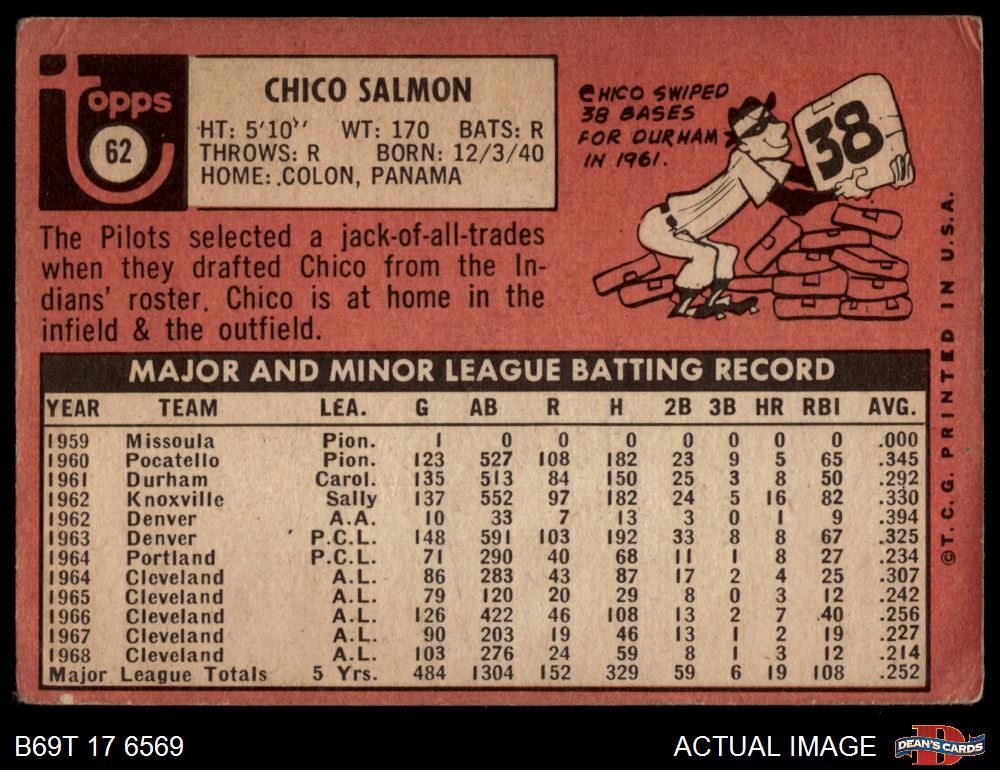 Topps
62
CHICO SALMON
HT: 5'10'' WT: 170 BATS: R
THROWS: R BORN: 12/3/40
HOME: COLON, PANAMA
CHICO SWIPED
38 BASES
FOR DURHAM
IN 1961.
38
The Pilots selected a jack-of-all-trades
when they drafted Chico from the In-
dians' roster. Chico is at home in the
infield & the outfield.
MAJOR AND MINOR LEAGUE BATTING RECORD
YEAR TEAM LEA. G AB R H 2B 3B HR RBI AVG.
1959 Missoula Pion. 1 0 0 0 0 0 0 0 .000
1960 Pocatello Pion. 123 527 108 182 23 9 5 65 .345
1961 Durham Carol. 135 513 84 150 25 3 8 50 .292
1962 Knoxville Sally 137 552 97 182 24 5 16 82 .330
1962 Denver A.A. 10 33 7 13 3 0 1 9 .394
1963 Denver P.C.L. 148 591 103 192 33 8 8 67 .325
1964 Portland P.C.L. 71 290 40 68 11 1 8 27 .234
1964 Cleveland A.L. 86 283 43 87 17 2 4 25 .307
1965 Cleveland A.L. 79 120 20 29 8 0 3 12 .242
1966 Cleveland A.L. 126 422 46 108 13 2 7 40 .256
1967 Cleveland A.L. 90 203 19 46 13 1 2 19 .227
1968 Cleveland A.L. 103 276 24 59 8 1 3 12 .214
Major League Totals 5 Yrs. 484 1304 152 329 59 6 19 108 .252
©T.C.G. PRINTED IN U.S.A.
B69T 17 6569
ACTUAL IMAGE
D
DEAN'S CARDS